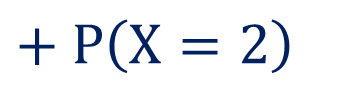 + P(X = 2)